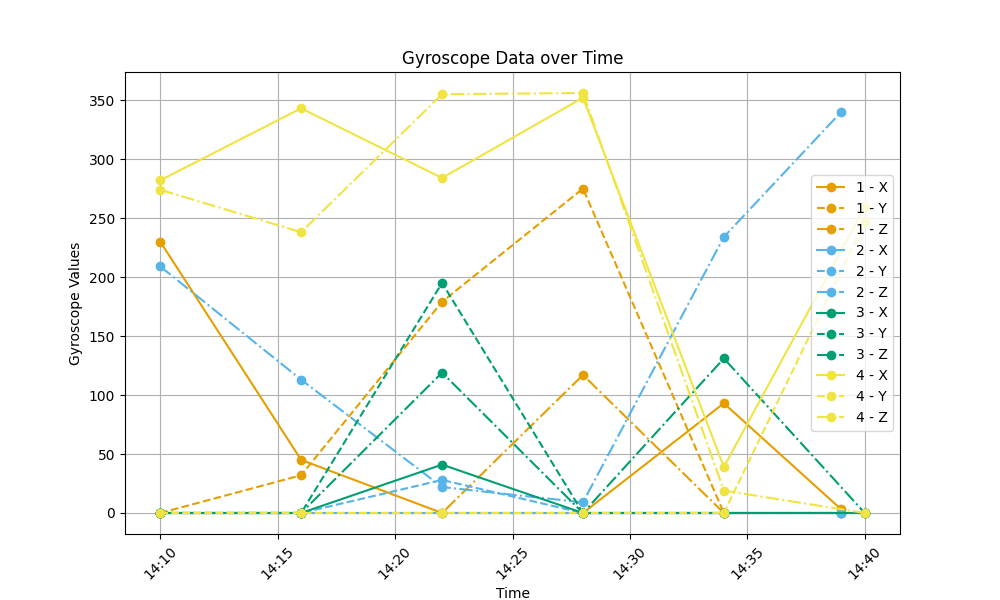 Gyroscope Data over Time
Gyroscope Values
350
300
250
200
150
100
50
0
1 - X
1 - Y
1 - Z
2 - X
2 - Y
2 - Z
3 - X
3 - Y
3 - Z
4 - X
4 - Y
4 - Z
14:10
14:15
14:20
14:25
14:30
14:35
14:40
Time